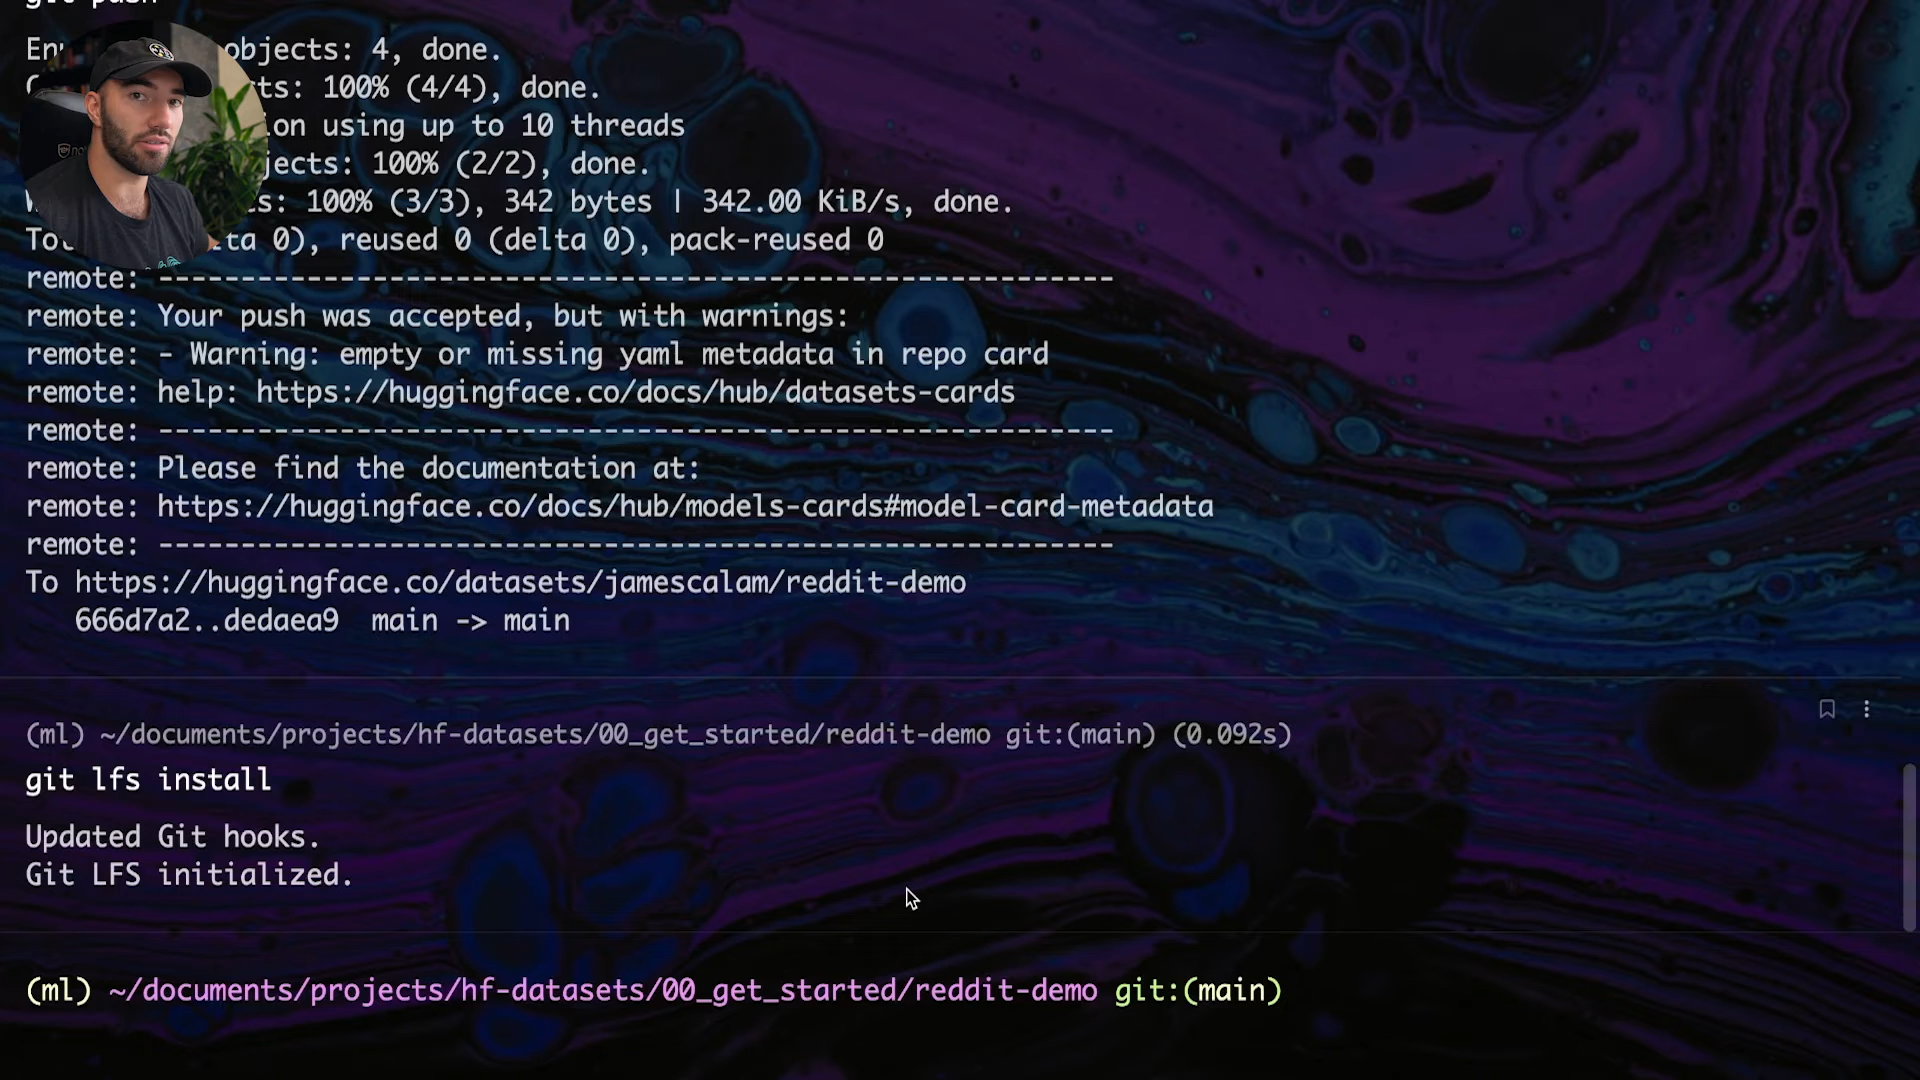 git push
objects: 4, done.
ts: 100% (4/4), done.
ion using up to 10 threads
jects: 100% (2/2), done.
ts: 100% (3/3), 342 bytes | 342.00 KiB/s, done.
ta 0), reused 0 (delta 0), pack-reused 0
remote: ----------------------------------------------------------
remote: Your push was accepted, but with warnings:
remote: - Warning: empty or missing yaml metadata in repo card
remote: help: https://huggingface.co/docs/hub/datasets-cards
remote: ----------------------------------------------------------
remote: Please find the documentation at:
remote: https://huggingface.co/docs/hub/models-cards#model-card-metadata
remote: ----------------------------------------------------------
To https://huggingface.co/datasets/jamescalam/reddit-demo
666d7a2..dedaea9 main -> main
(ml) ~/documents/projects/hf-datasets/00_get_started/reddit-demo git:(main) (0.092s)
git lfs install
Updated Git hooks.
Git LFS initialized.
(ml) ~/documents/projects/hf-datasets/00_get_started/reddit-demo git:(main)